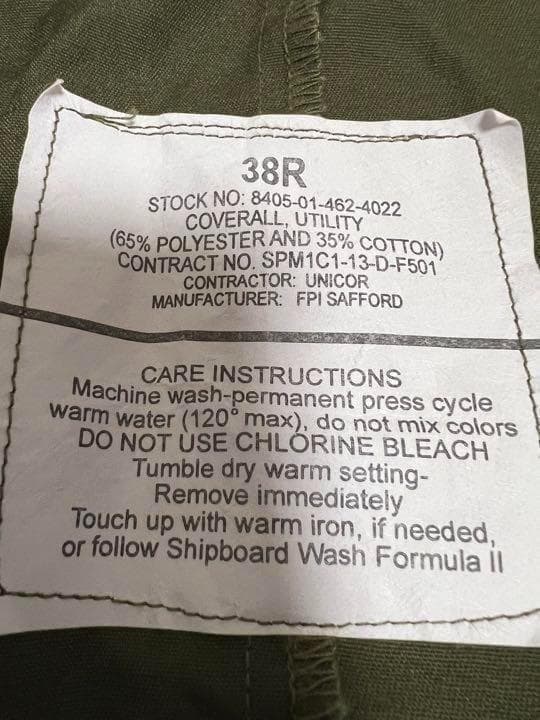 38R
STOCK NO: 8405-01-462-4022
COVERALL, UTILITY
(65% POLYESTER AND 35% COTTON)
CONTRACT NO. SPM1C1-13-D-F501
CONTRACTOR: UNICOR
MANUFACTURER: FPI SAFFORD
CARE INSTRUCTIONS
Machine wash-permanent press cycle
warm water (120° max), do not mix colors
DO NOT USE CHLORINE BLEACH
Tumble dry warm setting-
Remove immediately
Touch up with warm iron, if needed,
or follow Shipboard Wash Formula II